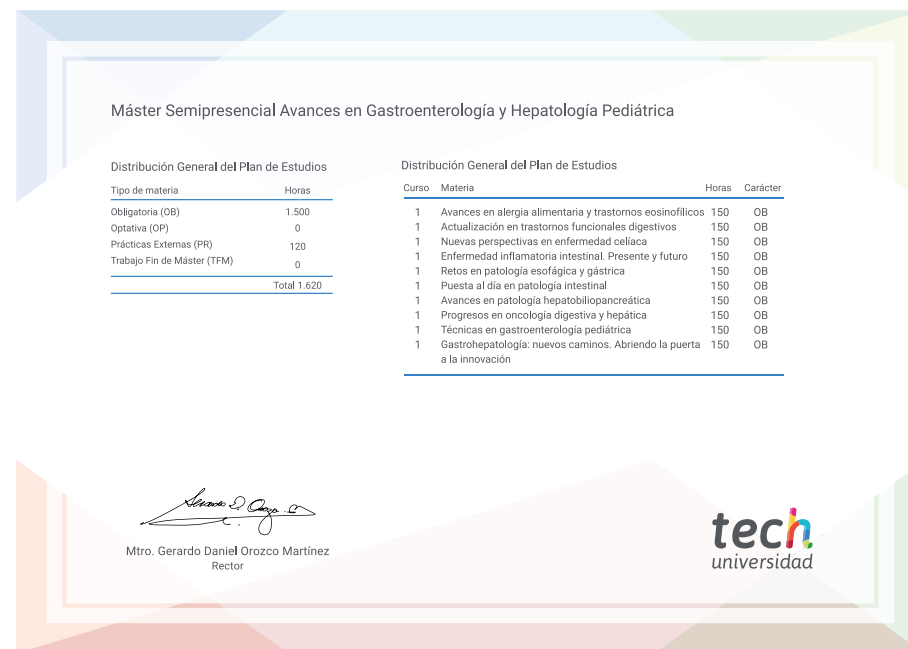 Máster Semipresencial Avances en Gastroenterología y Hepatología Pediátrica
Distribución General del Plan de Estudios
Tipo de materia Horas
Obligatoria (OB) 1.500
Optativa (OP) 0
Prácticas Externas (PR) 120
Trabajo Fin de Máster (TFM) 0
Total 1.620
Distribución General del Plan de Estudios
Curso Materia Horas Carácter
1 Avances en alergia alimentaria y trastornos eosinofílicos 150 OB
1 Actualización en trastornos funcionales digestivos 150 OB
1 Nuevas perspectivas en enfermedad celíaca 150 OB
1 Enfermedad inflamatoria intestinal. Presente y futuro 150 OB
1 Retos en patología esofágica y gástrica 150 OB
1 Puesta al día en patología intestinal 150 OB
1 Avances en patología hepatobiliopancreática 150 OB
1 Progresos en oncología digestiva y hepática 150 OB
1 Técnicas en gastroenterología pediátrica 150 OB
1 Gastrohepatología: nuevos caminos. Abriendo la puerta 150 OB
a la innovación
Mtro. Gerardo Daniel Orozco Martínez
Rector
tech
universidad